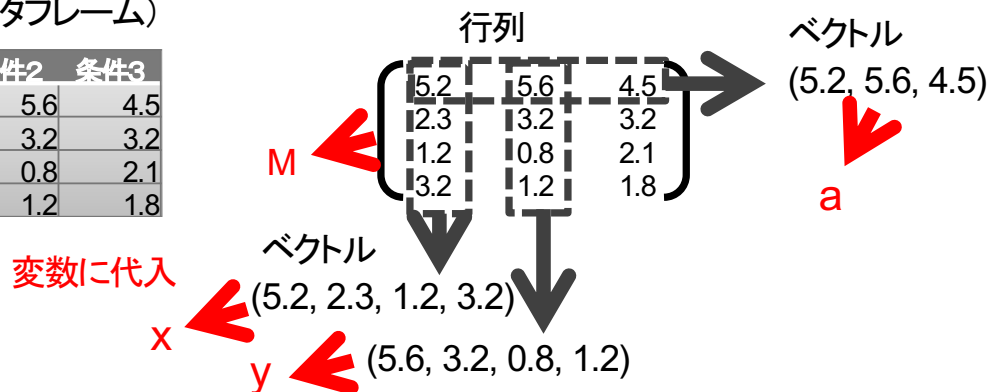 タフレーム)
件2 条件3
5.6 4.5
3.2 3.2
0.8 2.1
1.2 1.8
行列
5.2 5.6 4.5
2.3 3.2 3.2
1.2 0.8 2.1
3.2 1.2 1.8
M
ベクトル
(5.2, 5.6, 4.5)
a
変数に代入
ベクトル
(5.2, 2.3, 1.2, 3.2)
x
(5.6, 3.2, 0.8, 1.2)
y